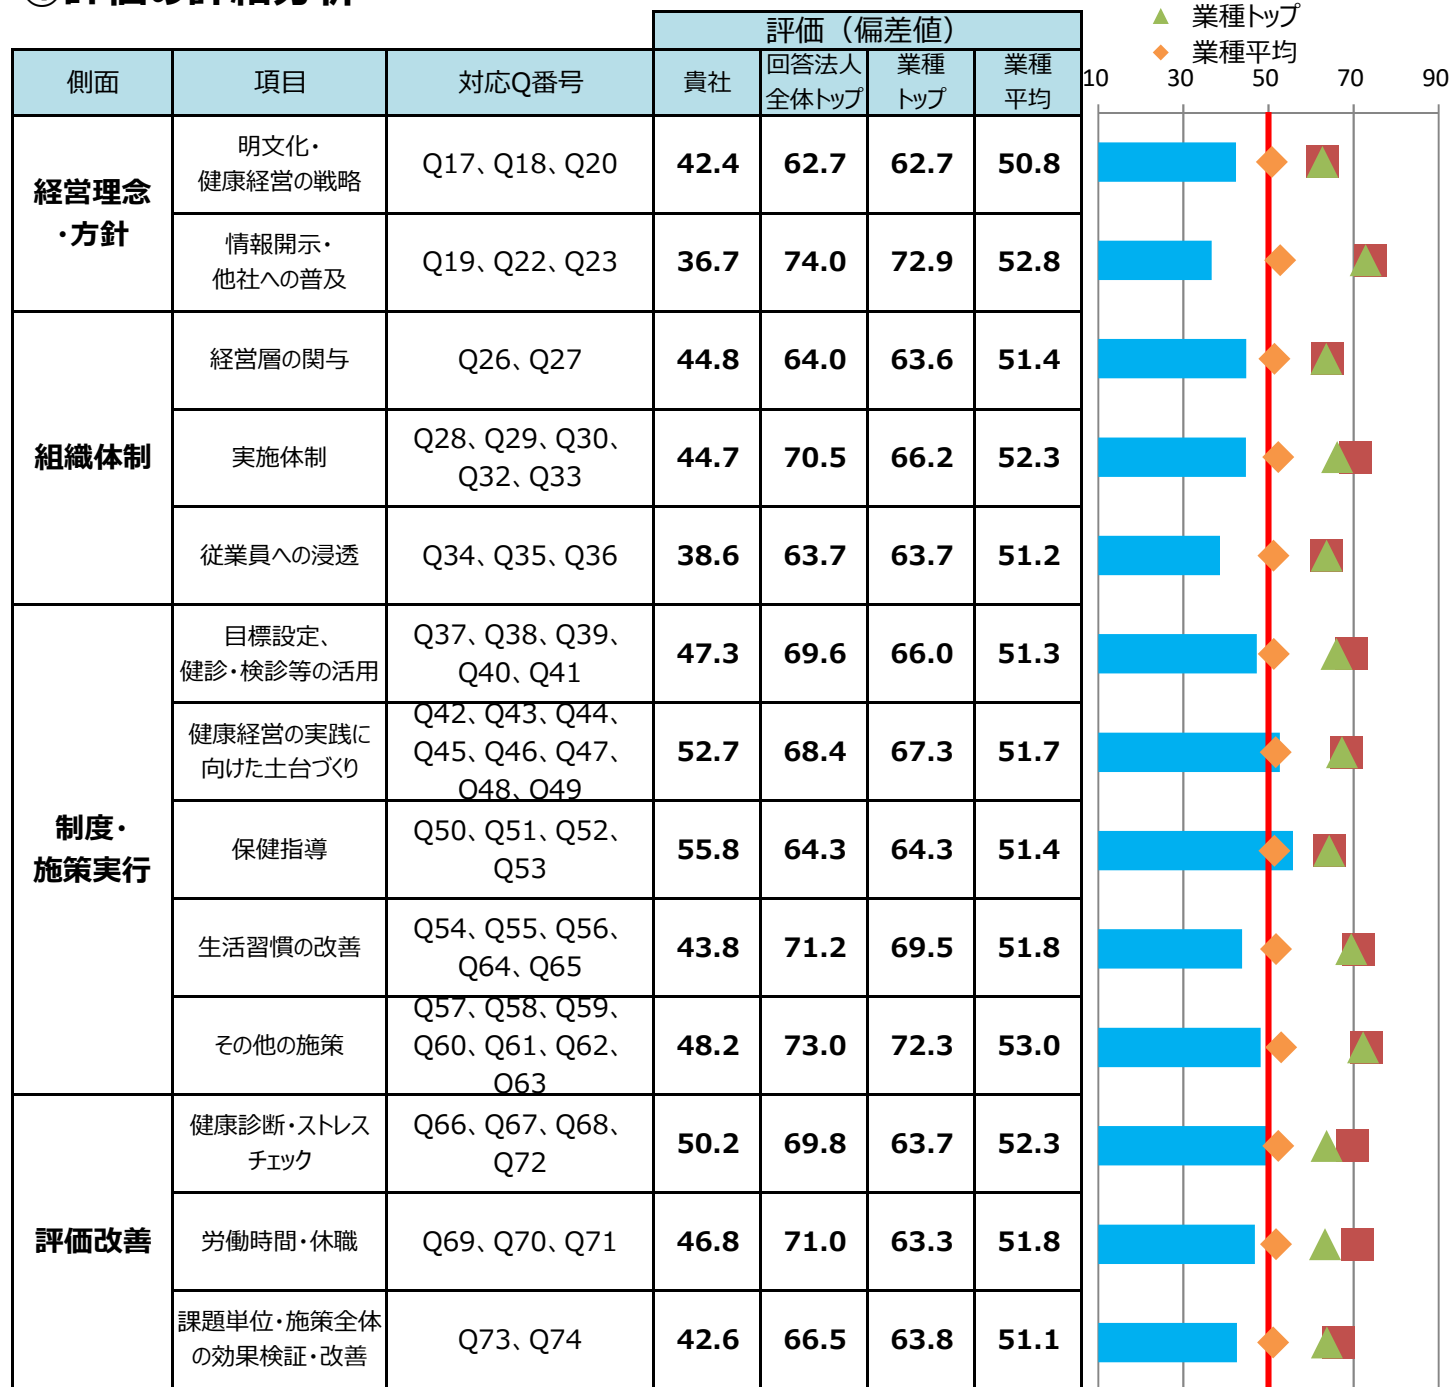 評価の詳細分析
▲ 業種トップ
◆ 業種平均
評価（偏差値）
側面 項目 対応Q番号 貴社 回答法人 業種 業種
全体トップ トップ 平均
10 30 50 70 90
経営理念
・方針
明文化・
健康経営の戦略
Q17、Q18、Q20 42.4 62.7 62.7 50.8
情報開示・
他社への普及
Q19、Q22、Q23 36.7 74.0 72.9 52.8
組織体制
経営層の関与 Q26、Q27 44.8 64.0 63.6 51.4
実施体制
Q28、Q29、Q30、
Q32、Q33
44.7 70.5 66.2 52.3
従業員への浸透 Q34、Q35、Q36 38.6 63.7 63.7 51.2
制度・
施策実行
目標設定、
健診・検診等の活用
Q37、Q38、Q39、
Q40、Q41
47.3 69.6 66.0 51.3
健康経営の実践に
向けた土台づくり
Q42、Q43、Q44、
Q45、Q46、Q47、
Q48、Q49
52.7 68.4 67.3 51.7
保健指導
Q50、Q51、Q52、
Q53
55.8 64.3 64.3 51.4
生活習慣の改善
Q54、Q55、Q56、
Q64、Q65
43.8 71.2 69.5 51.8
その他の施策
Q57、Q58、Q59、
Q60、Q61、Q62、
Q63
48.2 73.0 72.3 53.0
評価改善
健康診断・ストレス
チェック
Q66、Q67、Q68、
Q72
50.2 69.8 63.7 52.3
労働時間・休職 Q69、Q70、Q71 46.8 71.0 63.3 51.8
課題単位・施策全体
の効果検証・改善
Q73、Q74 42.6 66.5 63.8 51.1